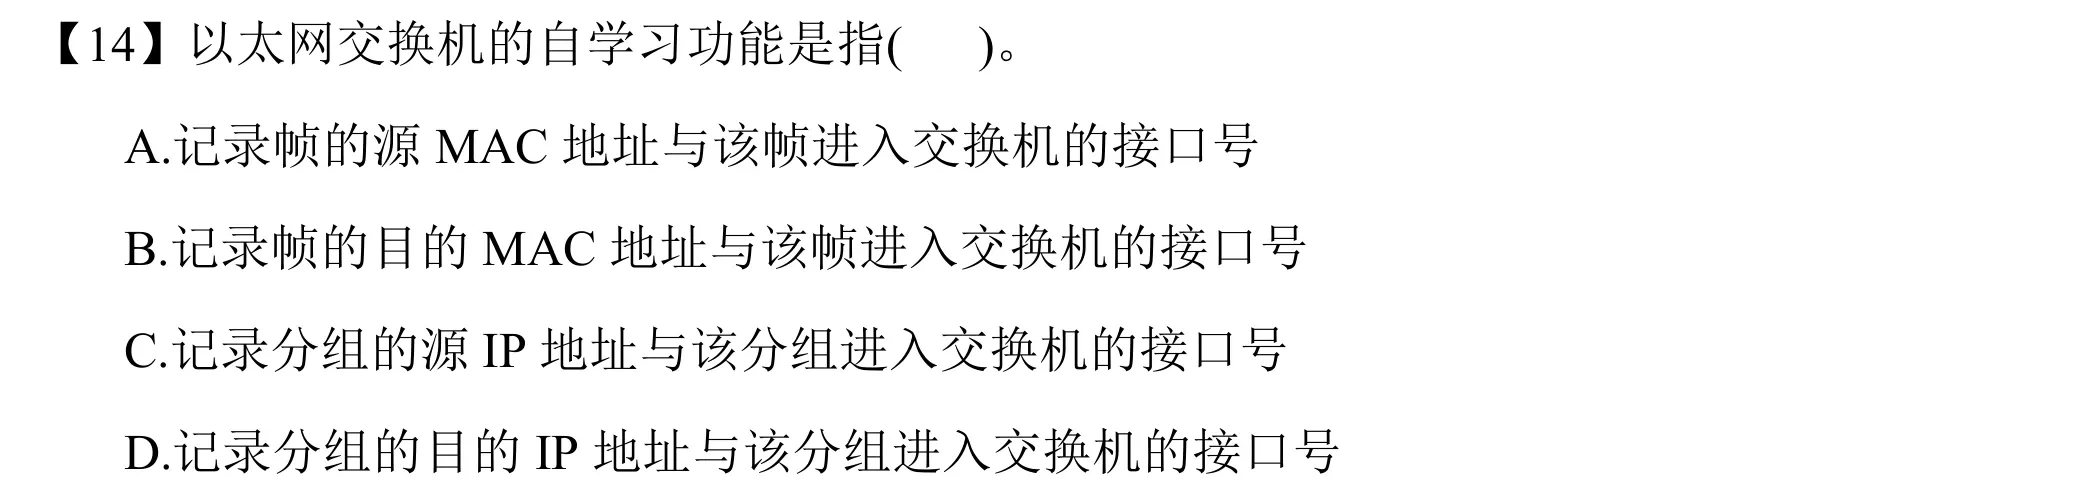 【14】以太网交换机的自学习功能是指(  )。
A.记录帧的源 MAC 地址与该帧进入交换机的接口号
B.记录帧的目的 MAC 地址与该帧进入交换机的接口号
C.记录分组的源 IP 地址与该分组进入交换机的接口号
D.记录分组的目的 IP 地址与该分组进入交换机的接口号